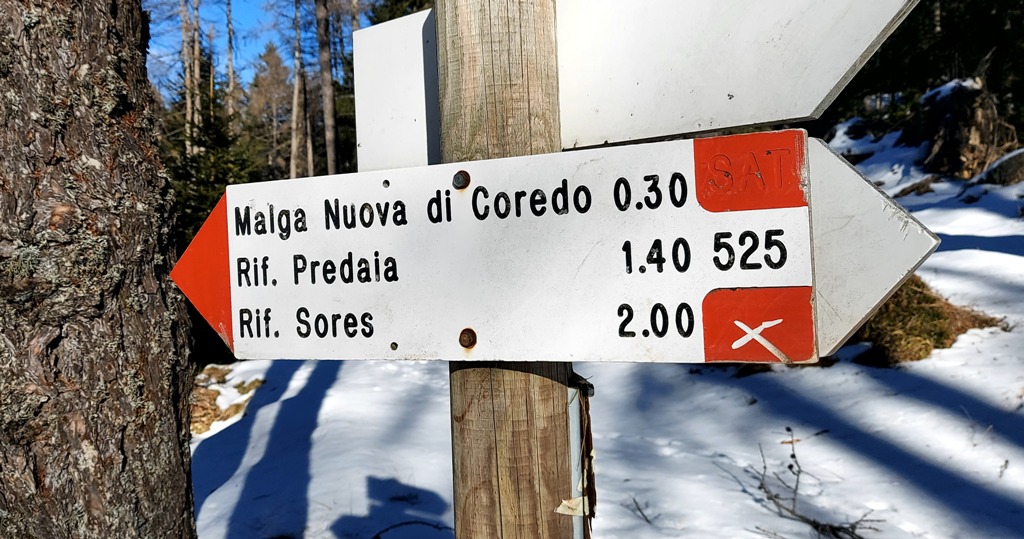 SAT
Malga Nuova di Coredo 0.30
Rif. Predaia 1.40 525
Rif. Sores 2.00